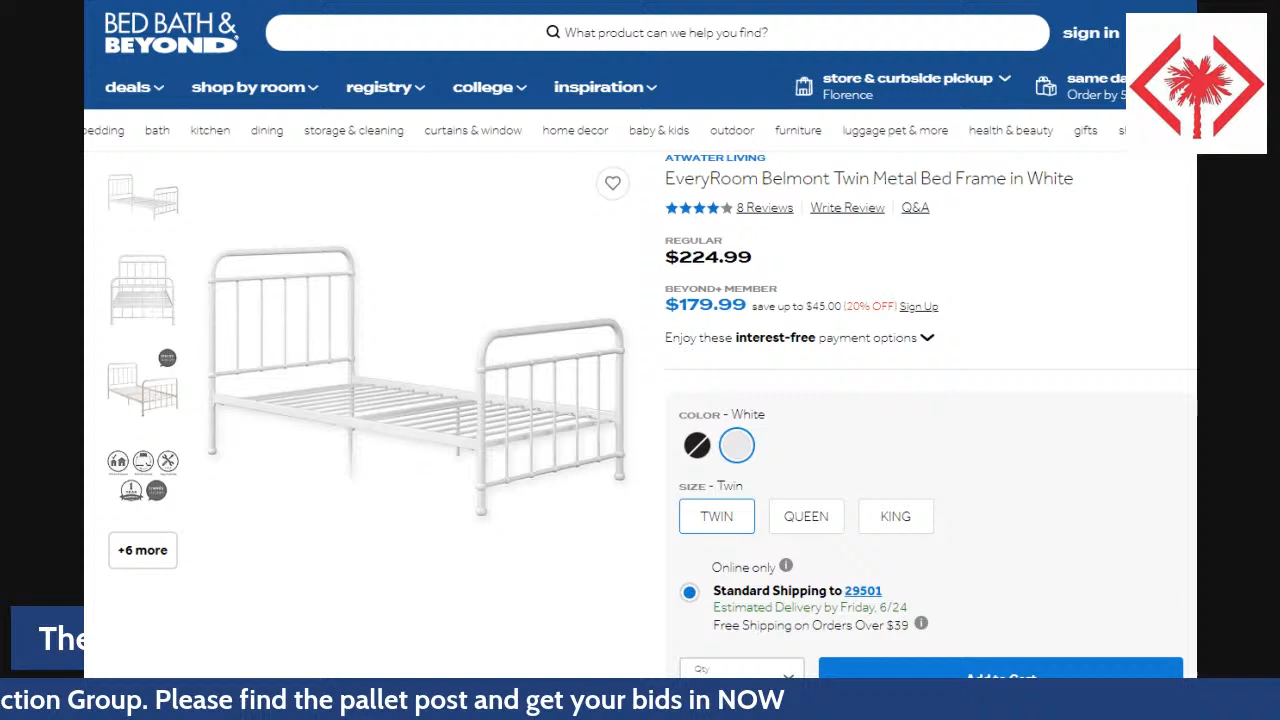 BED BATH &
BEYOND
What product can we help you find?
sign in
deals
shop by room
registry
college
inspiration
store & curbside pickup
Florence
same da
Order by 5
bedding
bath
kitchen
dining
storage & cleaning
curtains & window
home decor
baby & kids
outdoor
furniture
luggage pet & more
health & beauty
gifts
ATWATER LIVING
EveryRoom Belmont Twin Metal Bed Frame in White
8 Reviews
Write Review
Q&A
REGULAR
$224.99
BEYOND+ MEMBER
$179.99 save up to $45.00 (20% OFF) Sign Up
Enjoy these interest-free payment options
COLOR - White
SIZE - Twin
TWIN
QUEEN
KING
Online only
Standard Shipping to 29501
Estimated Delivery by Friday, 6/24
Free Shipping on Orders Over $39
Qty
Add to Cart
+6 more
The
ction Group. Please find the pallet post and get your bids in NOW